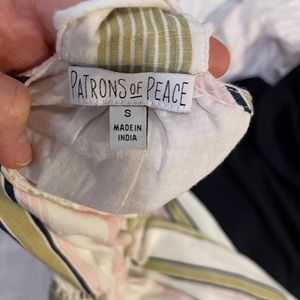 PATRONS OF PEACE
S
MADE IN
INDIA